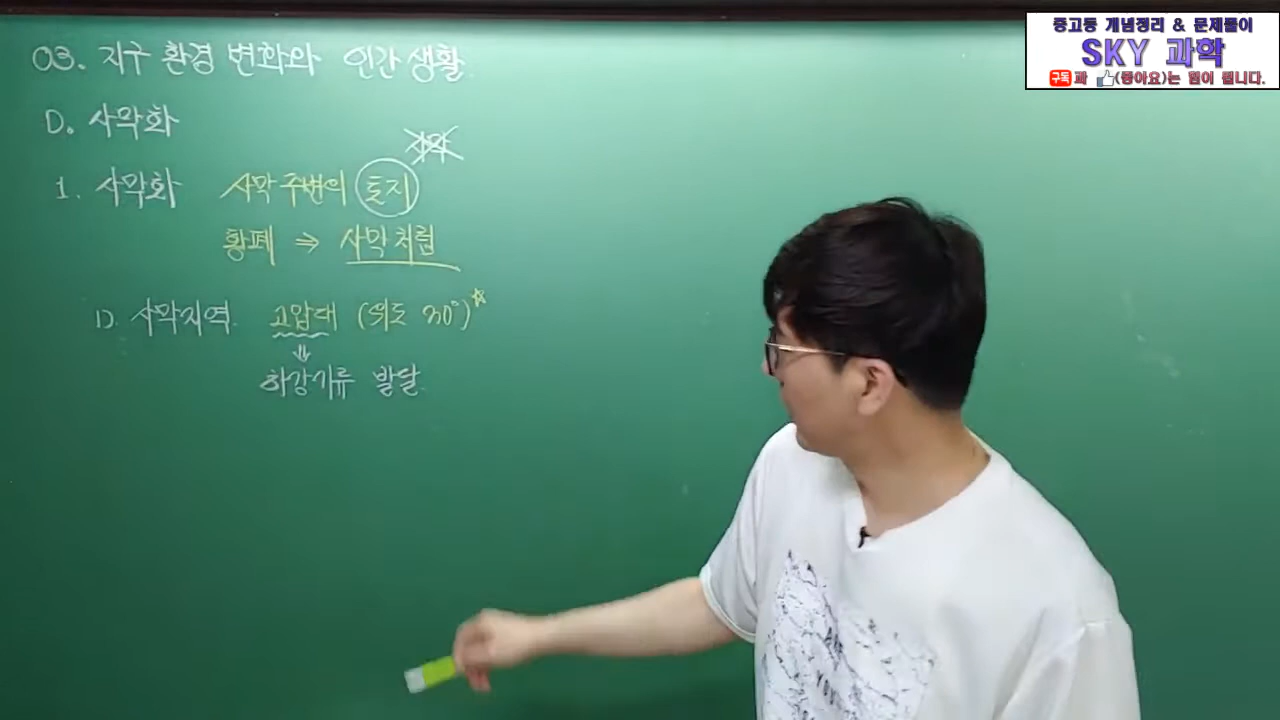 03. 지구 환경 변화와 인간 생활
D. 사막화
사막
1. 사막화 사막 주변의 토지
황폐 ⇒ 사막처럼
1). 사막지역. 고압대 (위도 30°)☆
⇓
하강기류 발달.
중고등 개념정리 & 문제풀이
SKY 과학
구독과 (좋아요)는 힘이 됩니다.